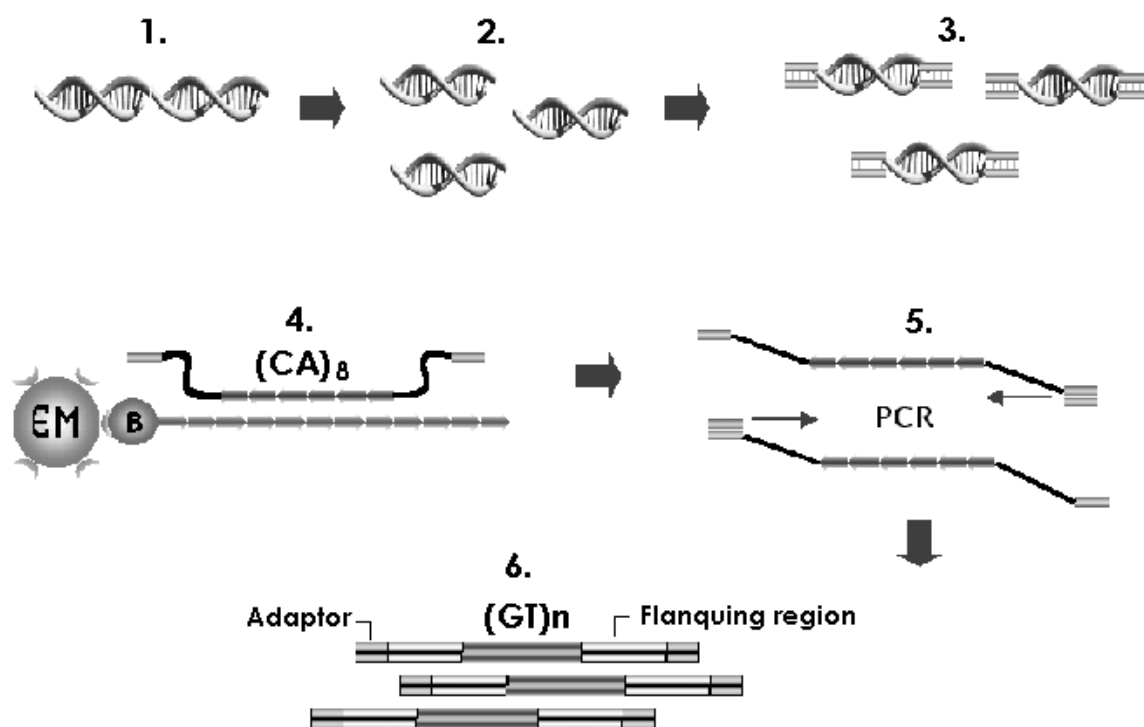 1.
2.
3.
4.
(CA)8
EM
B
5.
PCR
6.
(GT)n
Adaptor
Flanquing region